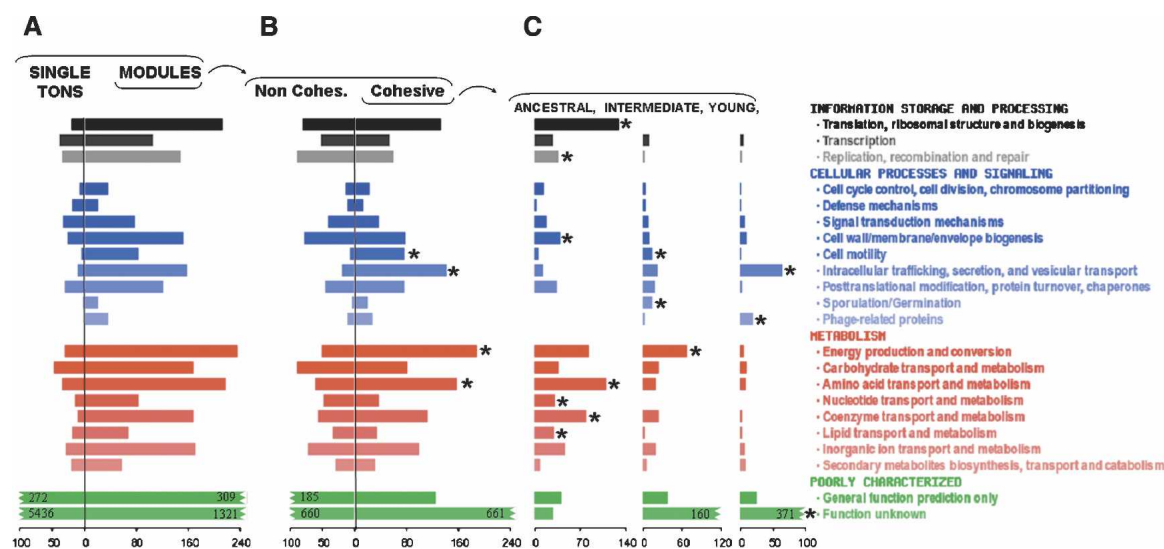 A B C
SINGLE TONS MODULES
Non Cohes. Cohesive
ANCESTRAL, INTERMEDIATE, YOUNG,
INFORMATION STORAGE AND PROCESSING
· Translation, ribosomal structure and biogenesis
*
· Transcription
· Replication, recombination and repair
*
CELLULAR PROCESSES AND SIGNALING
· Cell cycle control, cell division, chromosome partitioning
· Defense mechanisms
· Signal transduction mechanisms
· Cell wall/membrane/envelope biogenesis
*
· Cell motility
* *
· Intracellular trafficking, secretion, and vesicular transport
* *
· Posttranslational modification, protein turnover, chaperones
· Sporulation/Germination
*
· Phage-related proteins
*
METABOLISM
· Energy production and conversion
* *
· Carbohydrate transport and metabolism
· Amino acid transport and metabolism
* *
· Nucleotide transport and metabolism
*
· Coenzyme transport and metabolism
*
· Lipid transport and metabolism
*
· Inorganic ion transport and metabolism
· Secondary metabolites biosynthesis, transport and catabolism
POORLY CHARACTERIZED
272 309 185
· General function prediction only
5436 1321 660 661 160 371 *
· Function unknown
100 50 0 60 120 180 240 100 50 0 60 120 180 240 0 70 140 0 60 120 0 50 100